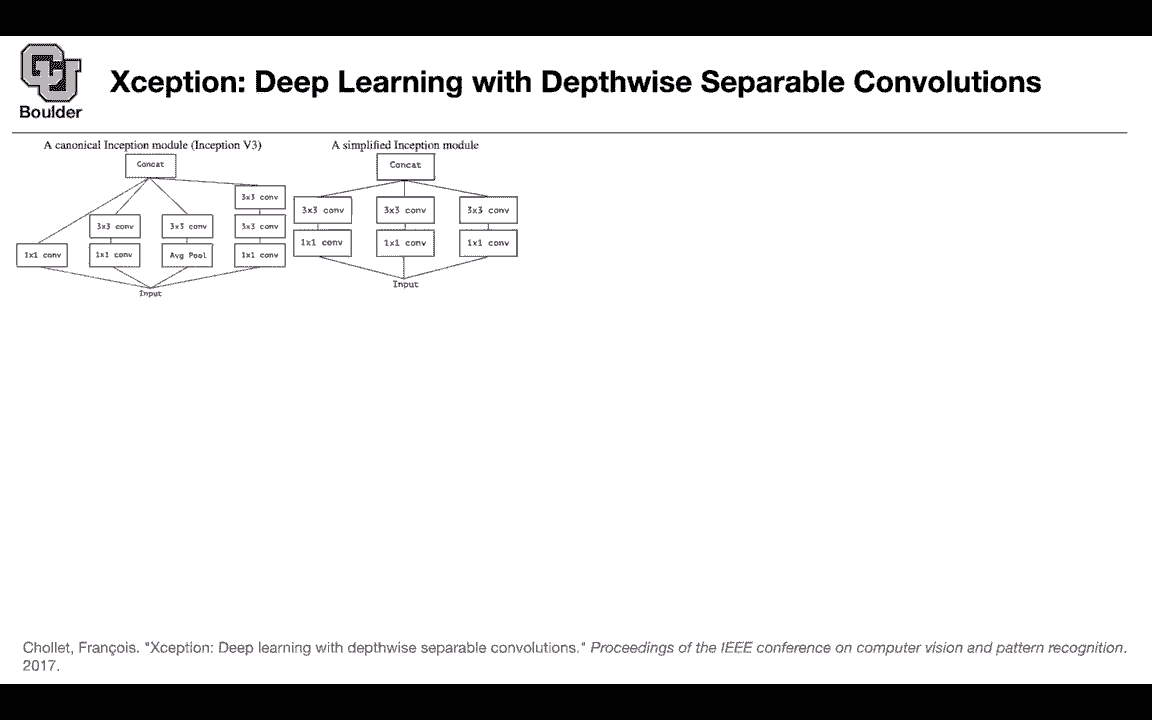 Boulder
Xception: Deep Learning with Depthwise Separable Convolutions
A canonical Inception module (Inception V3)
Concat
3x3 conv
3x3 conv
3x3 conv
3x3 conv
1x1 conv
1x1 conv
Avg Pool
1x1 conv
Input
A simplified Inception module
Concat
3x3 conv
3x3 conv
3x3 conv
1x1 conv
1x1 conv
1x1 conv
Input
Chollet, François. "Xception: Deep learning with depthwise separable convolutions." Proceedings of the IEEE conference on computer vision and pattern recognition.
2017.